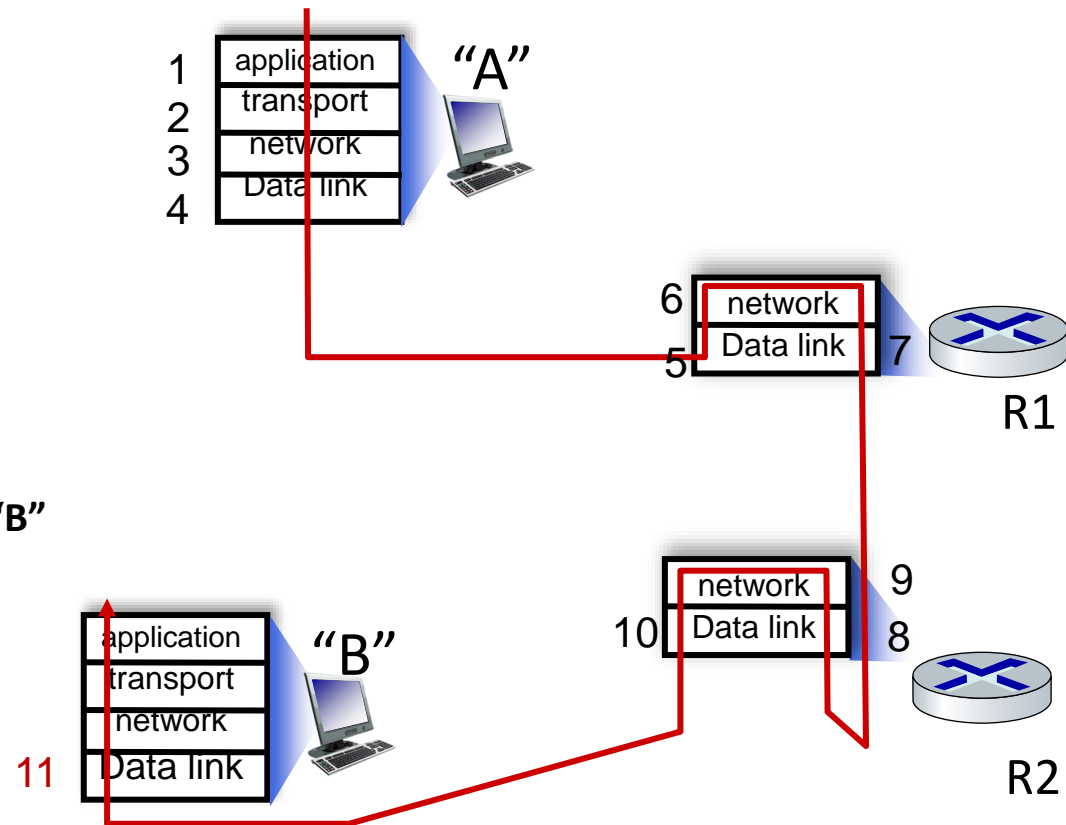 1 application "A"
2 transport
3 network
4 Data link
6 network
5 Data link 7
R1
"B"
network 9
10 Data link 8
application "B"
transport
network
11 Data link
R2